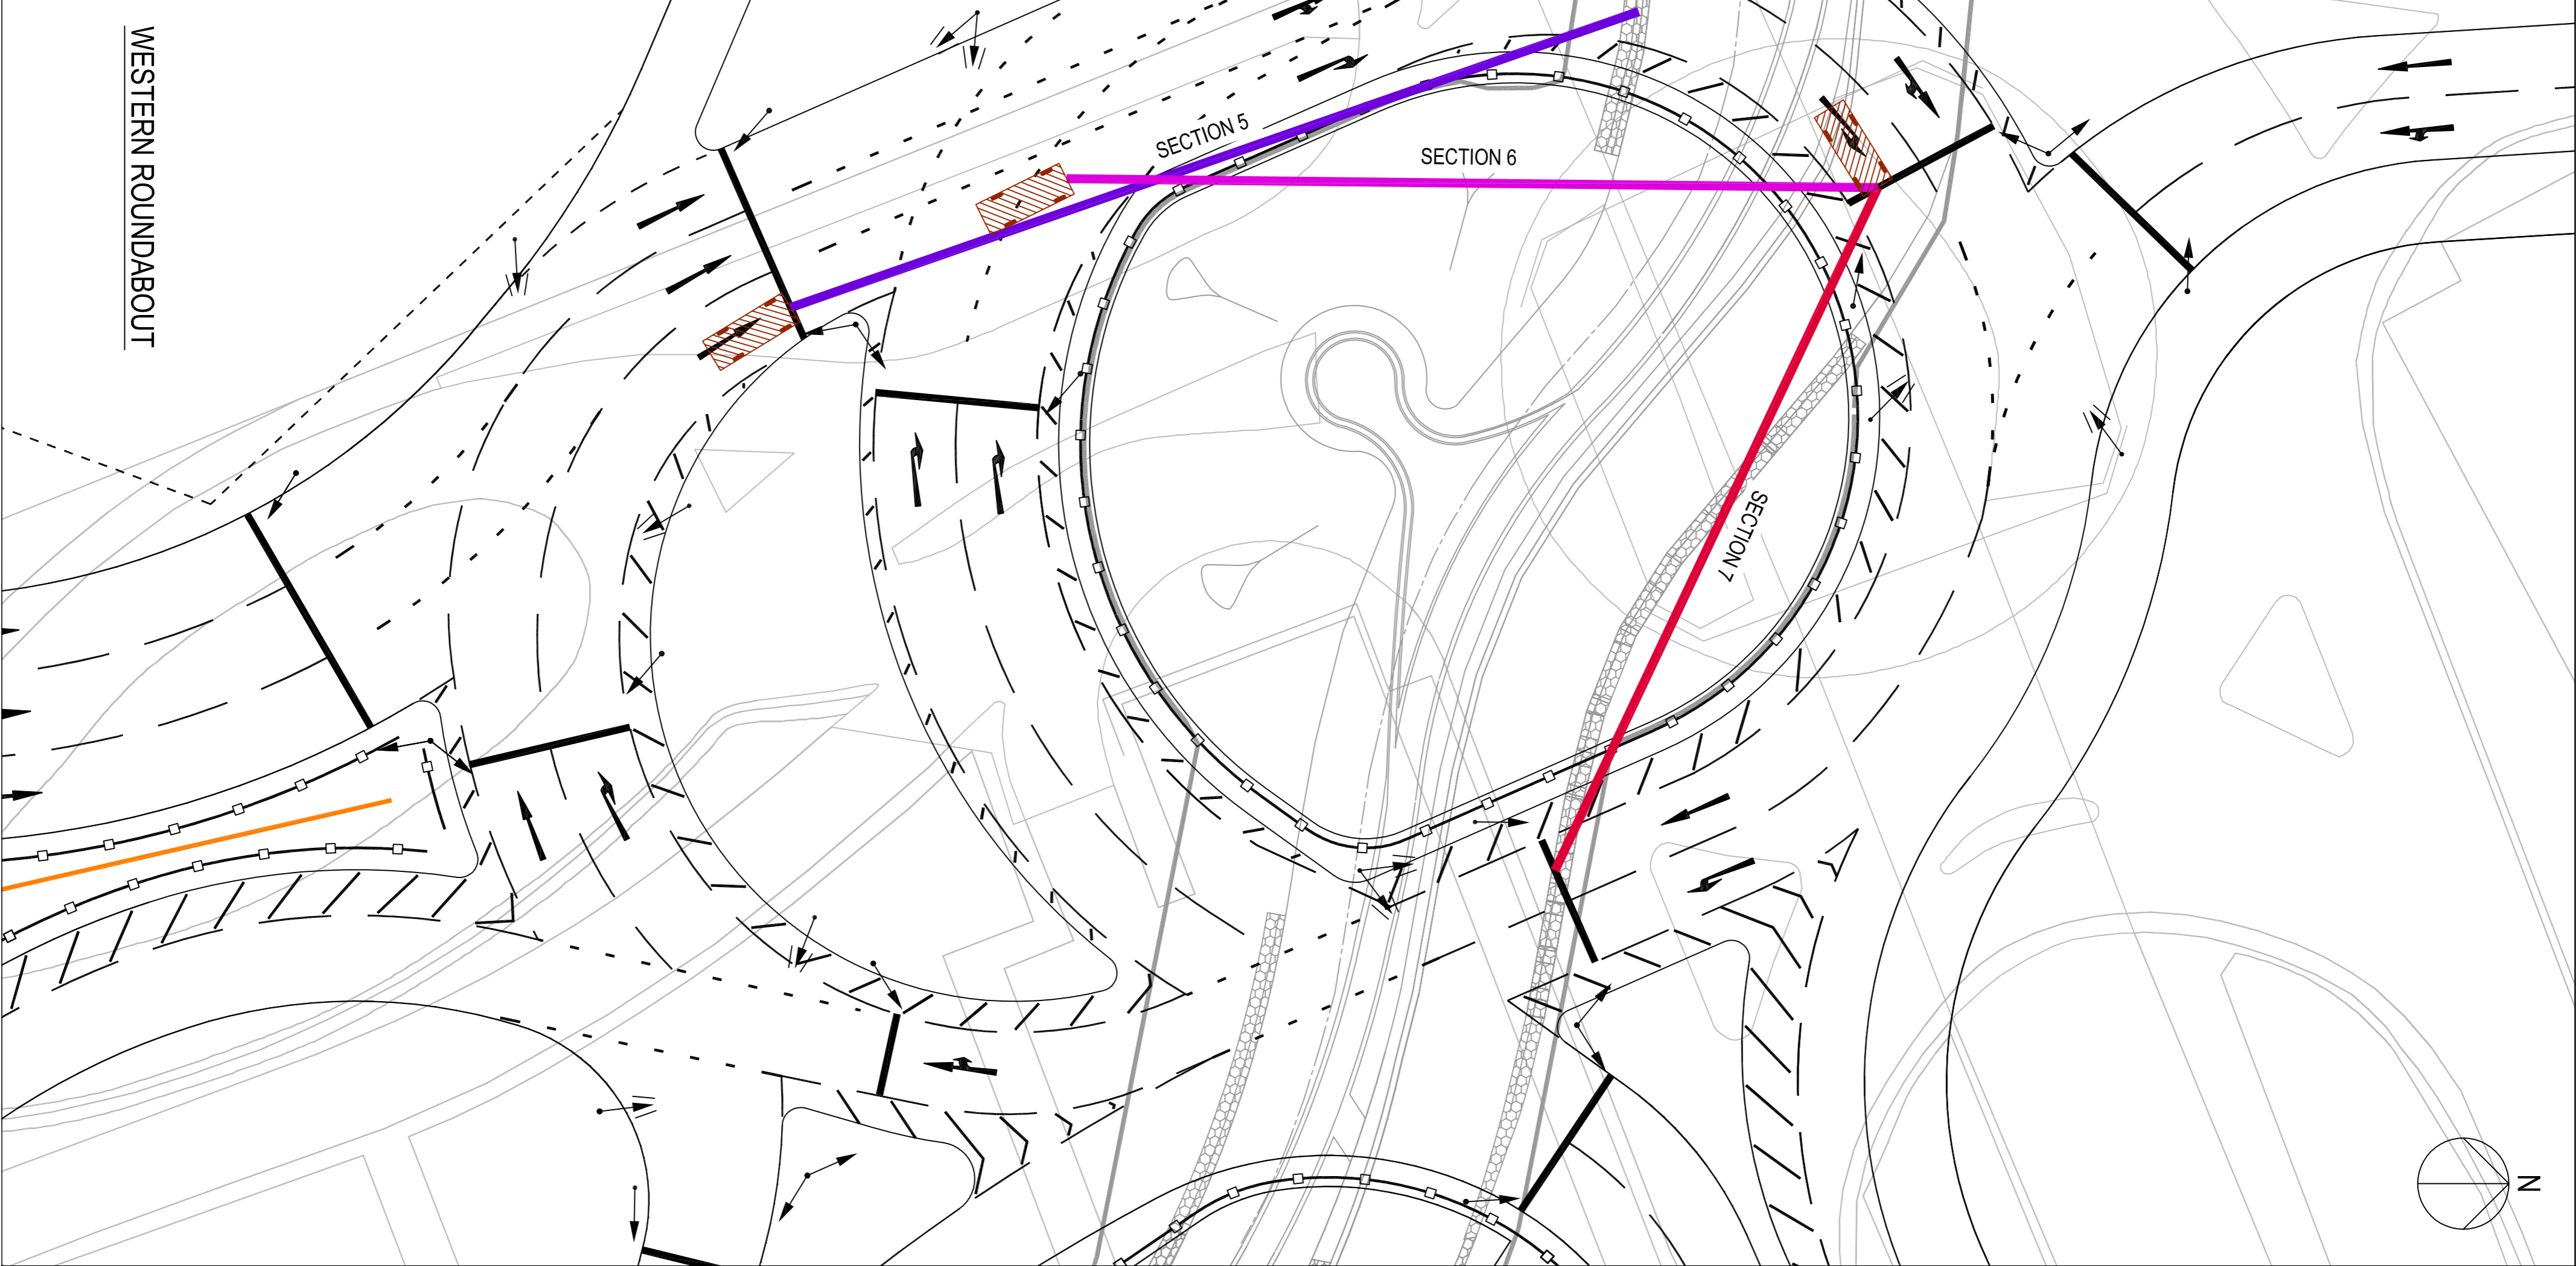 WESTERN ROUNDABOUT
SECTION 5
SECTION 6
SECTION 7
N